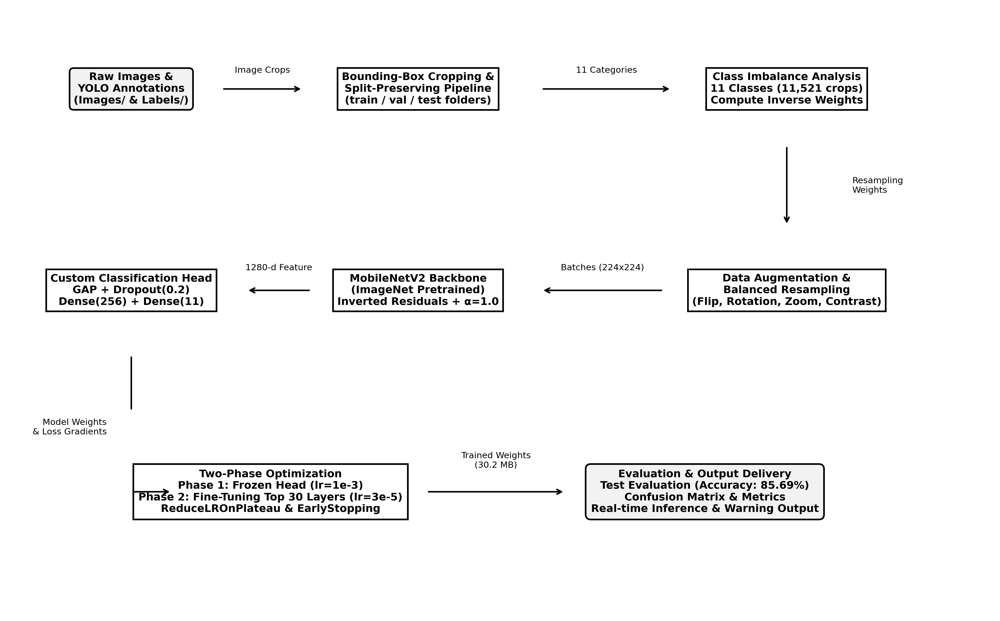 Raw Images &
YOLO Annotations
(Images/ & Labels/)
Image Crops
Bounding-Box Cropping &
Split-Preserving Pipeline
(train / val / test folders)
11 Categories
Class Imbalance Analysis
11 Classes (11,521 crops)
Compute Inverse Weights
Resampling
Weights
Data Augmentation &
Balanced Resampling
(Flip, Rotation, Zoom, Contrast)
Batches (224x224)
MobileNetV2 Backbone
(ImageNet Pretrained)
Inverted Residuals + α=1.0
1280-d Feature
Custom Classification Head
GAP + Dropout(0.2)
Dense(256) + Dense(11)
Model Weights
& Loss Gradients
Two-Phase Optimization
Phase 1: Frozen Head (lr=1e-3)
Phase 2: Fine-Tuning Top 30 Layers (lr=3e-5)
ReduceLROnPlateau & EarlyStopping
Trained Weights
(30.2 MB)
Evaluation & Output Delivery
Test Evaluation (Accuracy: 85.69%)
Confusion Matrix & Metrics
Real-time Inference & Warning Output